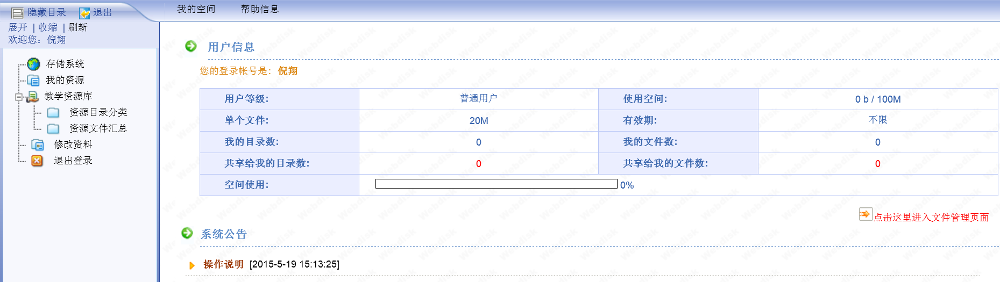 隐藏目录 退出 我的空间 帮助信息
展开 | 收缩 | 刷新
欢迎您：倪翔
存储系统
我的资源
教学资源库
资源目录分类
资源文件汇总
修改资料
退出登录
用户信息
您的登录帐号是：倪翔
用户等级: 普通用户 使用空间: 0 b / 100M
单个文件: 20M 有效期: 不限
我的目录数: 0 我的文件数: 0
共享给我的目录数: 0 共享给我的文件数: 0
空间使用: 0%
点击这里进入文件管理页面
系统公告
操作说明 [2015-5-19 15:13:25]
Webdisk